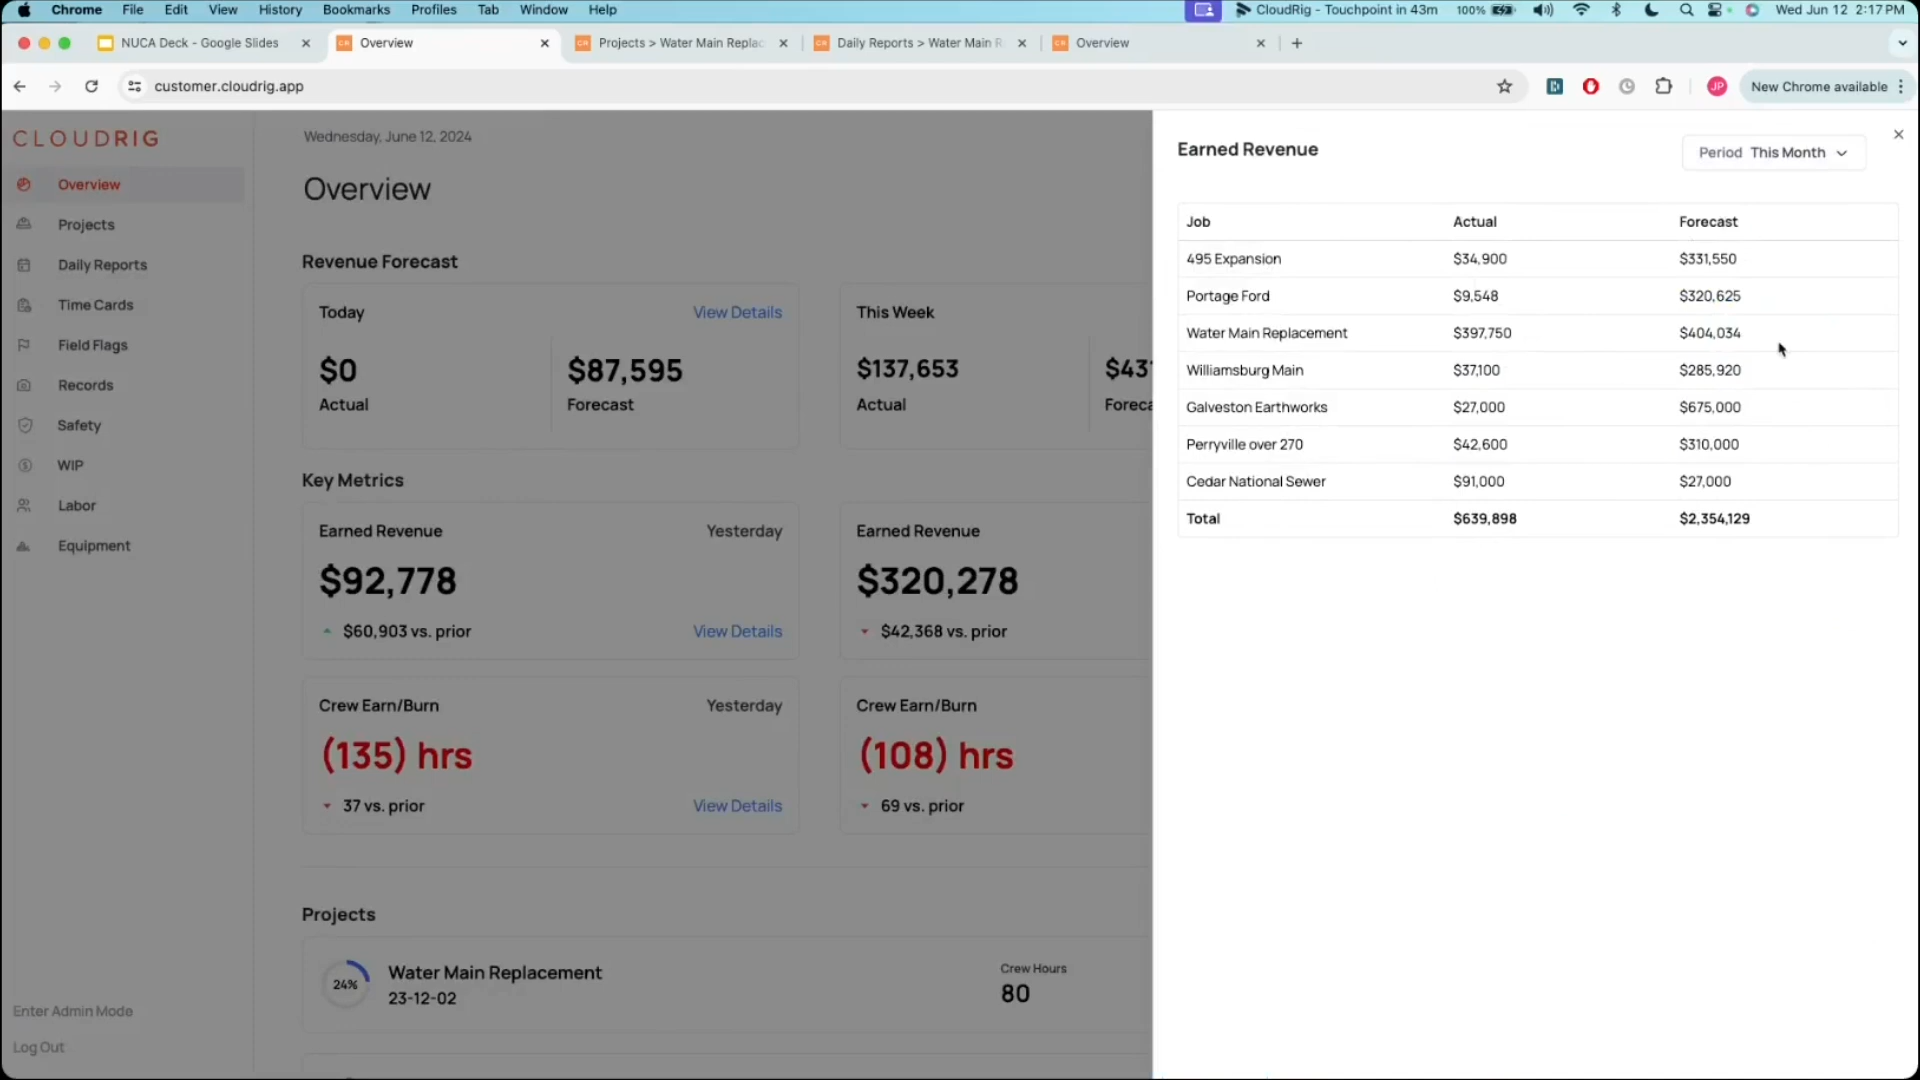 Chrome File Edit View History Bookmarks Profiles Tab Window Help CloudRig - Touchpoint in 43m 100% Wed Jun 12 2:17 PM
NUCA Deck - Google Slides Overview Projects > Water Main Replac Daily Reports > Water Main R Overview
customer.cloudrig.app JP New Chrome available
CLOUDRIG
Overview
Projects
Daily Reports
Time Cards
Field Flags
Records
Safety
WIP
Labor
Equipment
Enter Admin Mode
Log Out
Wednesday, June 12, 2024
Overview
Revenue Forecast
Today View Details
$0 $87,595
Actual Forecast
This Week
$137,653 $43
Actual Foreca
Key Metrics
Earned Revenue Yesterday
$92,778
$60,903 vs. prior View Details
Earned Revenue
$320,278
$42,368 vs. prior
Crew Earn/Burn Yesterday
(135) hrs
37 vs. prior View Details
Crew Earn/Burn
(108) hrs
69 vs. prior
Projects
24% Water Main Replacement
23-12-02
Crew Hours
80
Earned Revenue
Period This Month
Job Actual Forecast
495 Expansion $34,900 $331,550
Portage Ford $9,548 $320,625
Water Main Replacement $397,750 $404,034
Williamsburg Main $37,100 $285,920
Galveston Earthworks $27,000 $675,000
Perryville over 270 $42,600 $310,000
Cedar National Sewer $91,000 $27,000
Total $639,898 $2,354,129